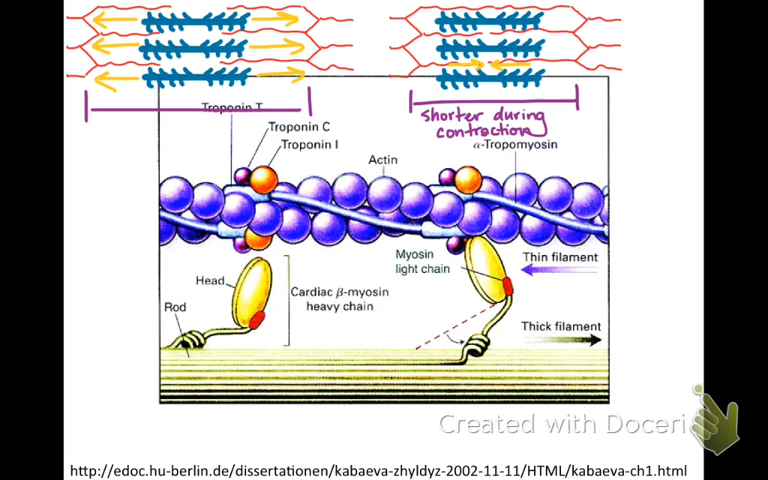 shorter during
contraction
Troponin T
Troponin C
Troponin I
Actin
α-Tropomyosin
Myosin
light chain
Thin filament
Head
Cardiac β-myosin
heavy chain
Rod
Thick filament
Created with Doceri
http://edoc.hu-berlin.de/dissertationen/kabaeva-zhyldyz-2002-11-11/HTML/kabaeva-ch1.html